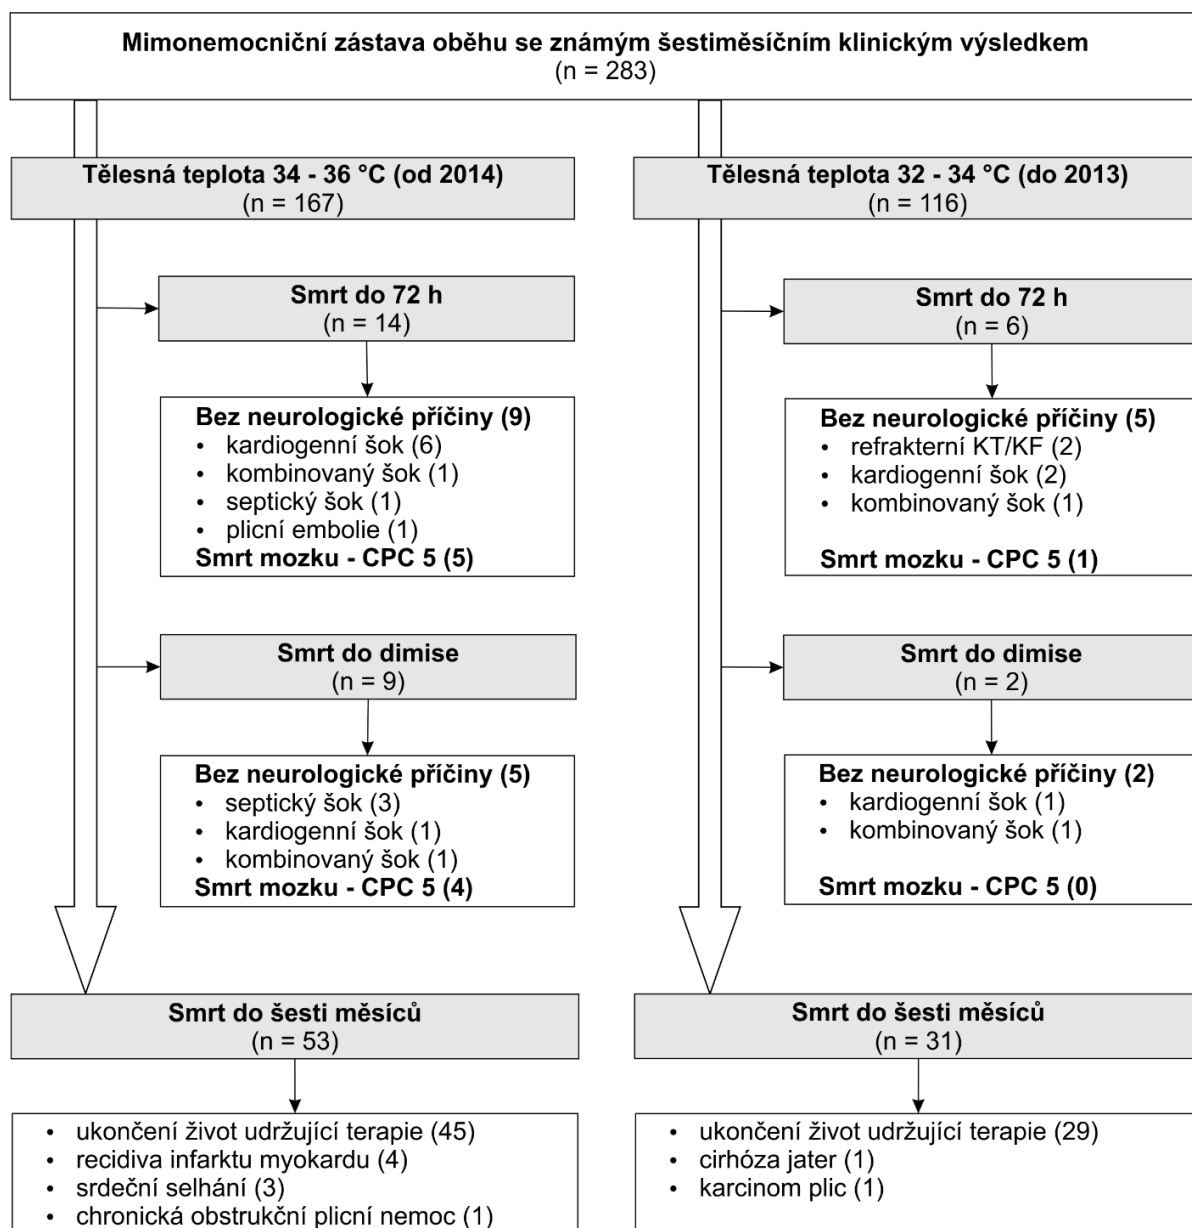 Mimonemocniční zástava oběhu se známým šestiměsíčním klinickým výsledkem
(n = 283)
Tělesná teplota 34 - 36 °C (od 2014)
(n = 167)
Smrt do 72 h
(n = 14)
Bez neurologické příčiny (9)
• kardiogenní šok (6)
• kombinovaný šok (1)
• septický šok (1)
• plicní embolie (1)
Smrt mozku - CPC 5 (5)
Smrt do dimise
(n = 9)
Bez neurologické příčiny (5)
• septický šok (3)
• kardiogenní šok (1)
• kombinovaný šok (1)
Smrt mozku - CPC 5 (4)
Smrt do šesti měsíců
(n = 53)
• ukončení život udržující terapie (45)
• recidiva infarktu myokardu (4)
• srdeční selhání (3)
• chronická obstrukční plicní nemoc (1)
Tělesná teplota 32 - 34 °C (do 2013)
(n = 116)
Smrt do 72 h
(n = 6)
Bez neurologické příčiny (5)
• refrakterní KT/KF (2)
• kardiogenní šok (2)
• kombinovaný šok (1)
Smrt mozku - CPC 5 (1)
Smrt do dimise
(n = 2)
Bez neurologické příčiny (2)
• kardiogenní šok (1)
• kombinovaný šok (1)
Smrt mozku - CPC 5 (0)
Smrt do šesti měsíců
(n = 31)
• ukončení život udržující terapie (29)
• cirhóza jater (1)
• karcinom plic (1)